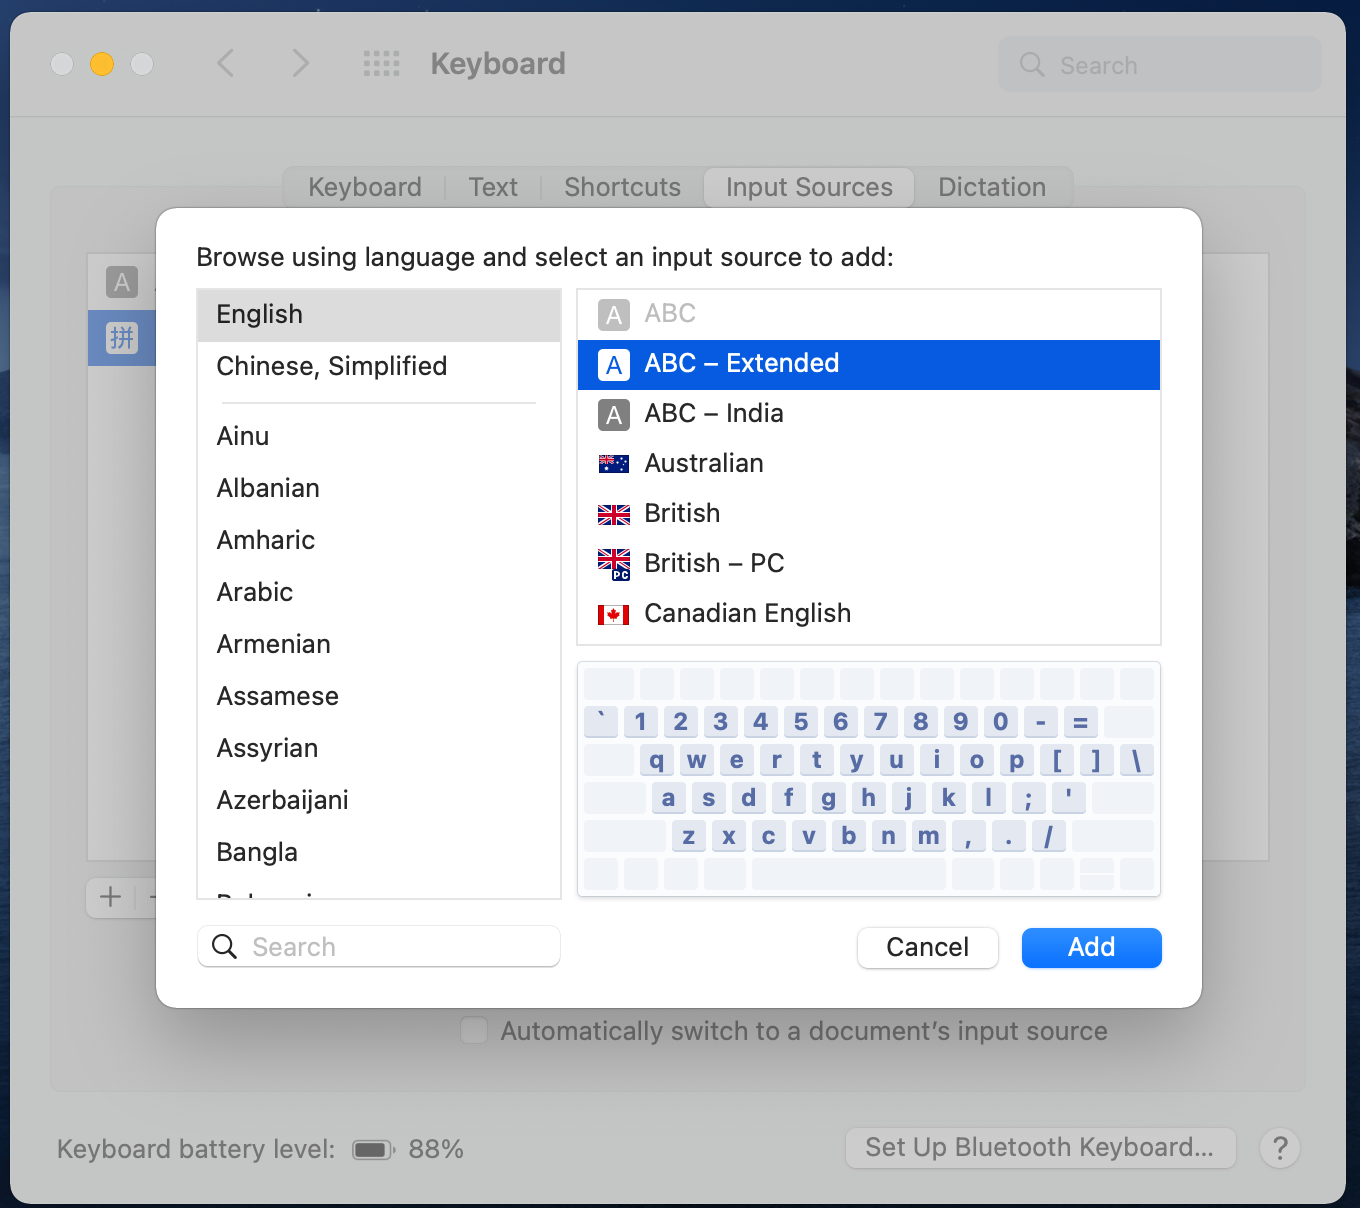 Keyboard
Search
Keyboard Text Shortcuts Input Sources Dictation
Browse using language and select an input source to add:
A
拼
English
Chinese, Simplified
Ainu
Albanian
Amharic
Arabic
Armenian
Assamese
Assyrian
Azerbaijani
Bangla
A ABC
A ABC – Extended
A ABC – India
Australian
British
PC British – PC
Canadian English
` 1 2 3 4 5 6 7 8 9 0 - =
q w e r t y u i o p [ ] \
a s d f g h j k l ; '
z x c v b n m , . /
+
Search
Cancel Add
Automatically switch to a document’s input source
Keyboard battery level: 88%
Set Up Bluetooth Keyboard... ?